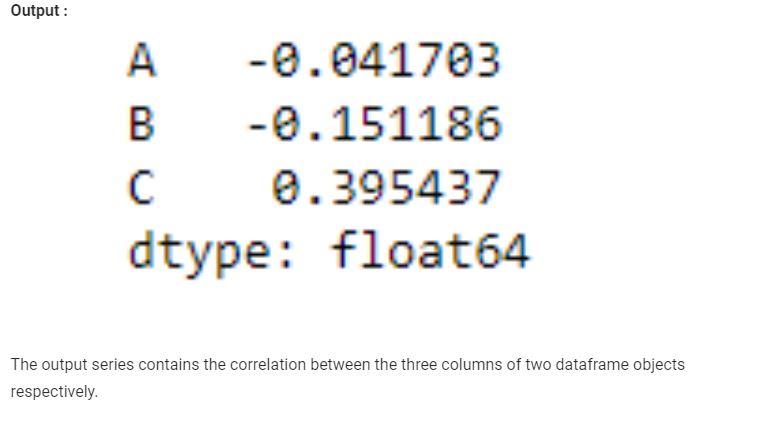 Output :
A -0.041703
B -0.151186
C 0.395437
dtype: float64
The output series contains the correlation between the three columns of two dataframe objects
respectively.